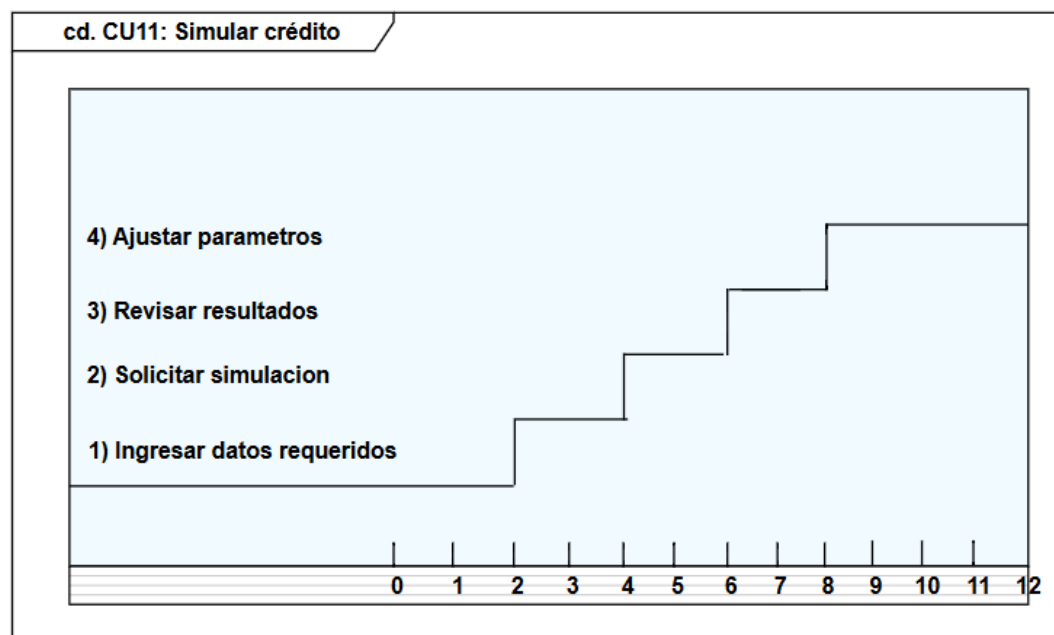 cd. CU11: Simular crédito
4) Ajustar parametros
3) Revisar resultados
2) Solicitar simulacion
1) Ingresar datos requeridos
0 1 2 3 4 5 6 7 8 9 10 11 12